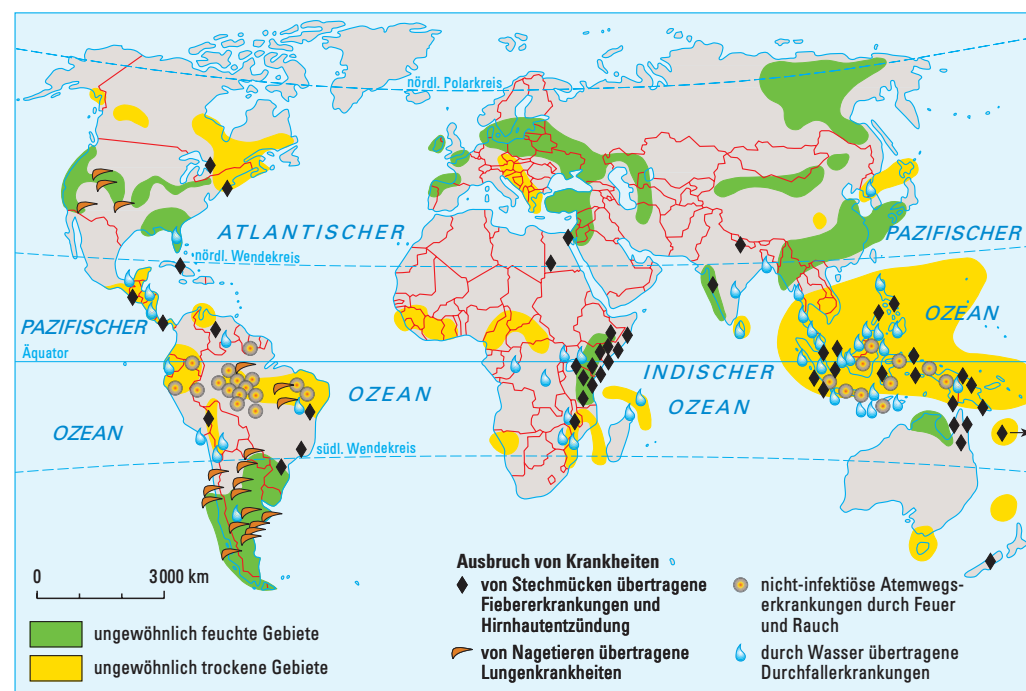 nördl. Polarkreis
ATLANTISCHER
nördl. Wendekreis
PAZIFISCHER
OZEAN
PAZIFISCHER
Äquator
OZEAN
INDISCHER
OZEAN
OZEAN
südl. Wendekreis
0 3000 km
ungewöhnlich feuchte Gebiete
ungewöhnlich trockene Gebiete
Ausbruch von Krankheiten
von Stechmücken übertragene
Fiebererkrankungen und
Hirnhautentzündung
von Nagetieren übertragene
Lungenkrankheiten
nicht-infektiöse Atemwegs-
erkrankungen durch Feuer
und Rauch
durch Wasser übertragene
Durchfallerkrankungen